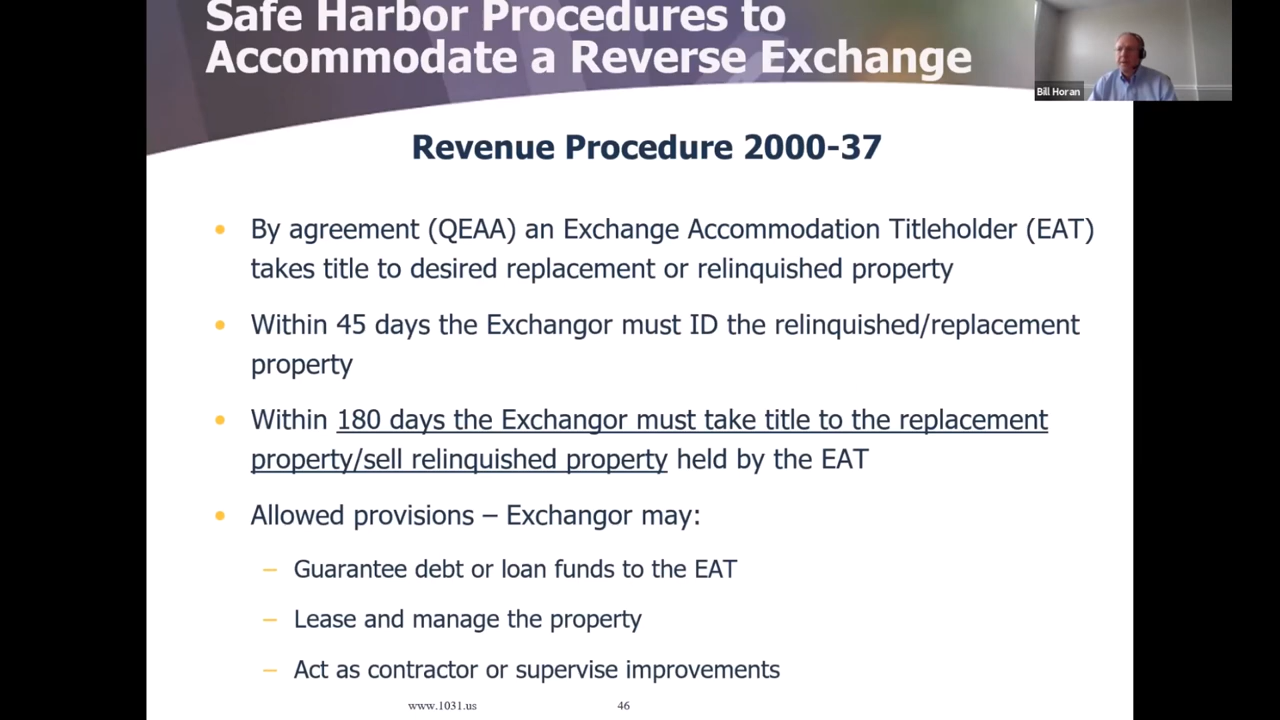 Safe Harbor Procedures to
Accommodate a Reverse Exchange
Bill Horan
Revenue Procedure 2000-37
• By agreement (QEAA) an Exchange Accommodation Titleholder (EAT)
takes title to desired replacement or relinquished property
• Within 45 days the Exchangor must ID the relinquished/replacement
property
• Within 180 days the Exchangor must take title to the replacement
property/sell relinquished property held by the EAT
• Allowed provisions – Exchangor may:
– Guarantee debt or loan funds to the EAT
– Lease and manage the property
– Act as contractor or supervise improvements
www.1031.us 46